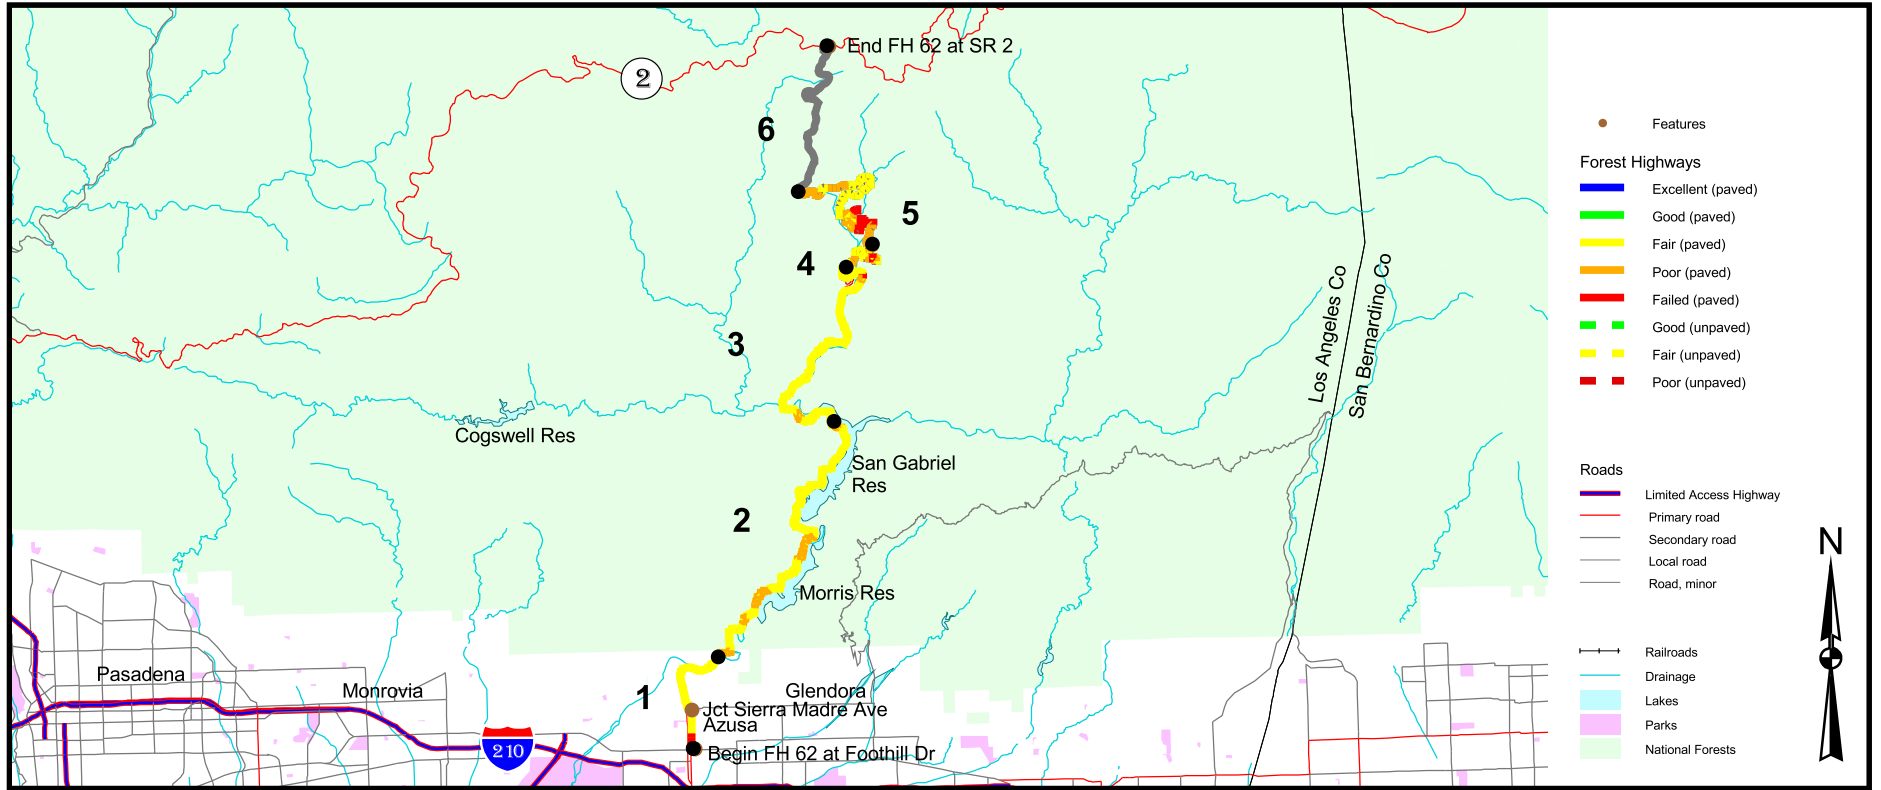 End FH 62 at SR 2
2
6
5
4
3
Cogswell Res
San Gabriel
Res
2
Morris Res
1
Pasadena
Monrovia
Glendora
Jct Sierra Madre Ave
Azusa
Begin FH 62 at Foothill Dr
210
Los Angeles Co
San Bernardino Co
Features
Forest Highways
Excellent (paved)
Good (paved)
Fair (paved)
Poor (paved)
Failed (paved)
Good (unpaved)
Fair (unpaved)
Poor (unpaved)
Roads
Limited Access Highway
Primary road
Secondary road
Local road
Road, minor
Railroads
Drainage
Lakes
Parks
National Forests
N